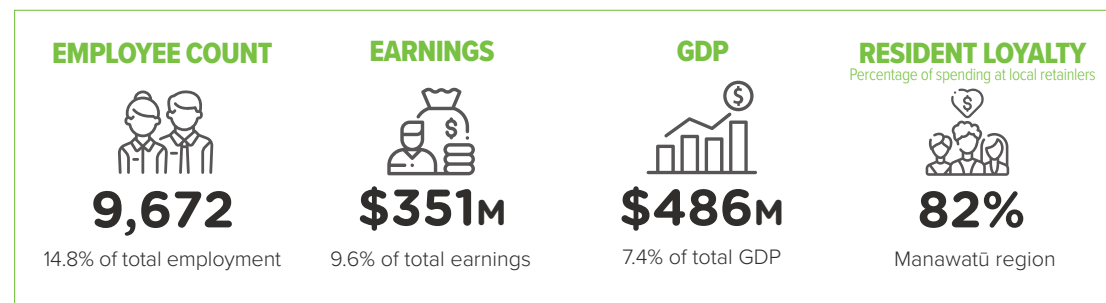 EMPLOYEE COUNT
9,672
14.8% of total employment
EARNINGS
$
$351M
9.6% of total earnings
GDP
$
$486M
7.4% of total GDP
RESIDENT LOYALTY
Percentage of spending at local retainlers
$
82%
Manawatū region